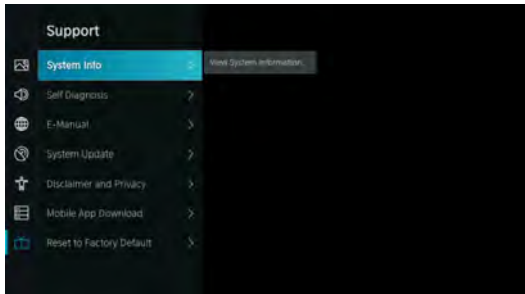 Support
System Info
View System Information.
Self Diagnosis
E-Manual
System Update
Disclaimer and Privacy
Mobile App Download
Reset to Factory Default